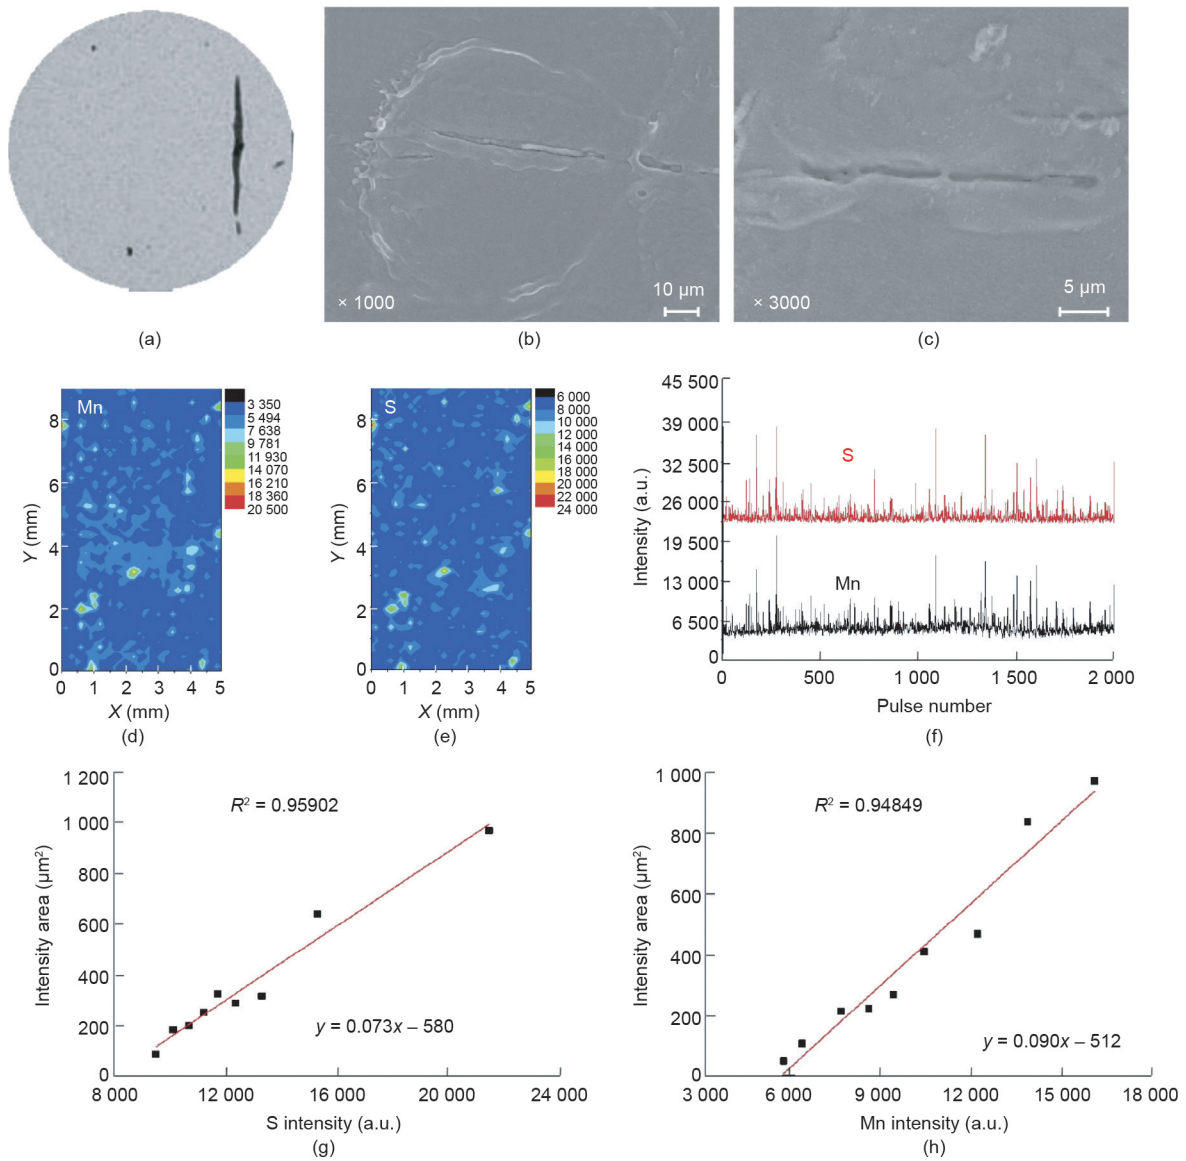 × 1000
10 μm
× 3000
5 μm
(a)
(b)
(c)
Mn
3 350
5 494
7 638
9 781
11 930
14 070
16 210
18 360
20 500
8
6
4
2
0
Y (mm)
0 1 2 3 4 5
X (mm)
(d)
S
6 000
8 000
10 000
12 000
14 000
16 000
18 000
20 000
22 000
24 000
8
6
4
2
0
Y (mm)
0 1 2 3 4 5
X (mm)
(e)
45 500
39 000
32 500
26 000
19 500
13 000
6 500
0
Intensity (a.u.)
S
Mn
0 500 1 000 1 500 2 000
Pulse number
(f)
1 200
1 000
800
600
400
200
0
Intensity area (μm²)
R² = 0.95902
y = 0.073x – 580
8 000 12 000 16 000 20 000 24 000
S intensity (a.u.)
(g)
1 000
800
600
400
200
0
Intensity area (μm²)
R² = 0.94849
y = 0.090x – 512
3 000 6 000 9 000 12 000 15 000 18 000
Mn intensity (a.u.)
(h)